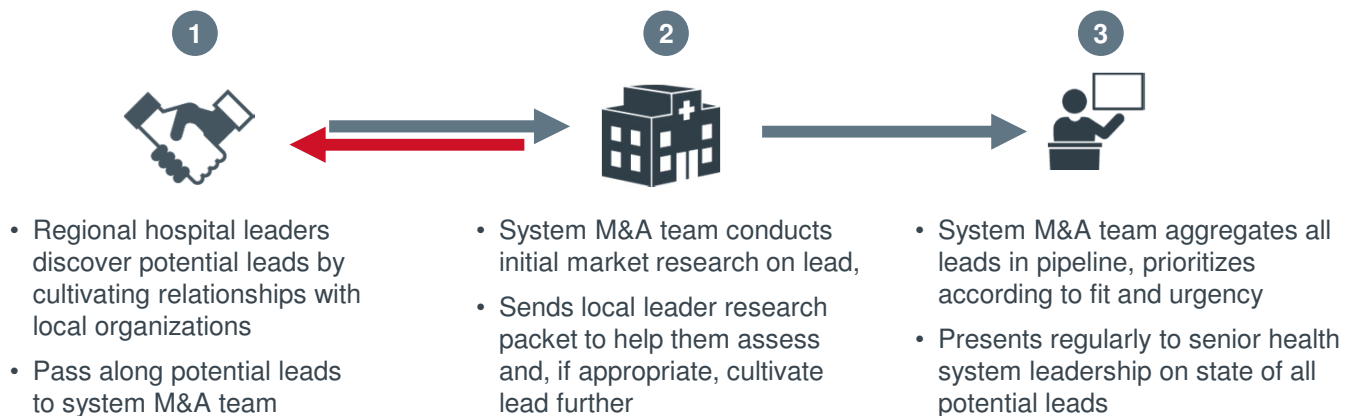 1
2
3
• Regional hospital leaders
discover potential leads by
cultivating relationships with
local organizations
• Pass along potential leads
to system M&A team
• System M&A team conducts
initial market research on lead,
• Sends local leader research
packet to help them assess
and, if appropriate, cultivate
lead further
• System M&A team aggregates all
leads in pipeline, prioritizes
according to fit and urgency
• Presents regularly to senior health
system leadership on state of all
potential leads